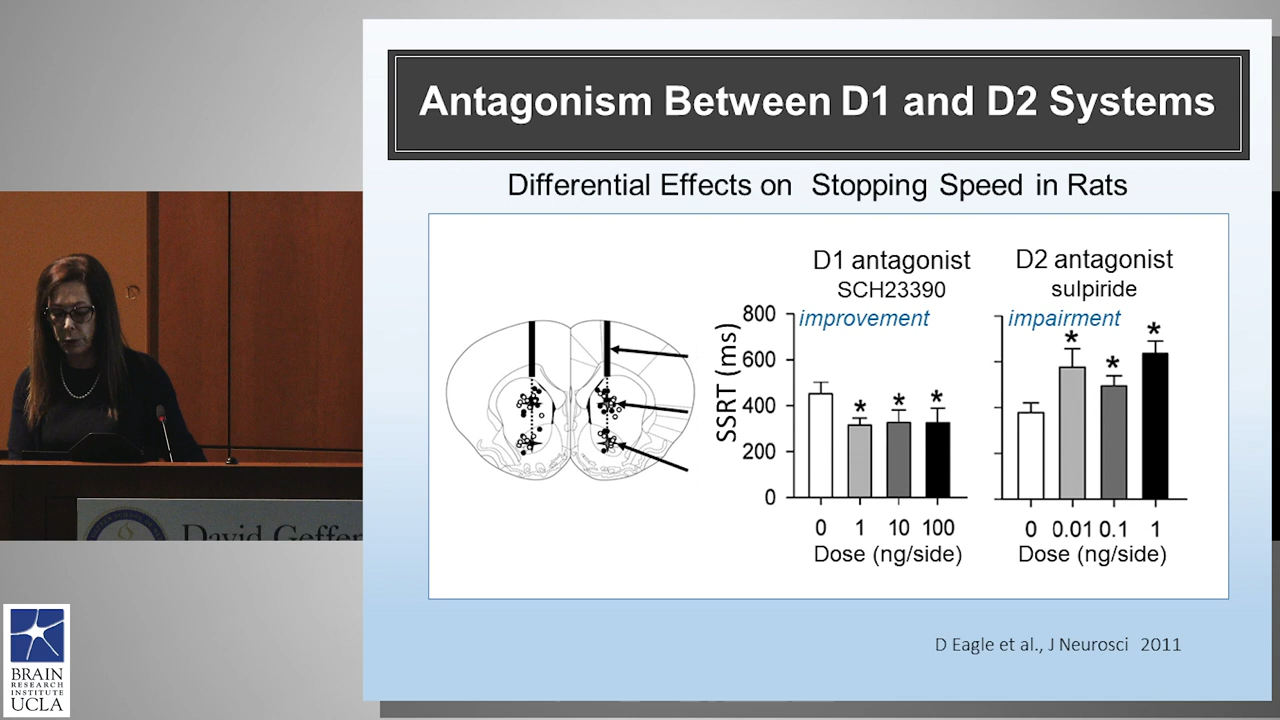 Antagonism Between D1 and D2 Systems
Differential Effects on Stopping Speed in Rats
D1 antagonist
SCH23390
improvement
D2 antagonist
sulpiride
impairment
SSRT (ms)
800
600
400
200
0
* * *
* * *
0 1 10 100
Dose (ng/side)
0 0.01 0.1 1
Dose (ng/side)
D Eagle et al., J Neurosci 2011
David Geffen
BRAIN
RESEARCH
INSTITUTE
UCLA